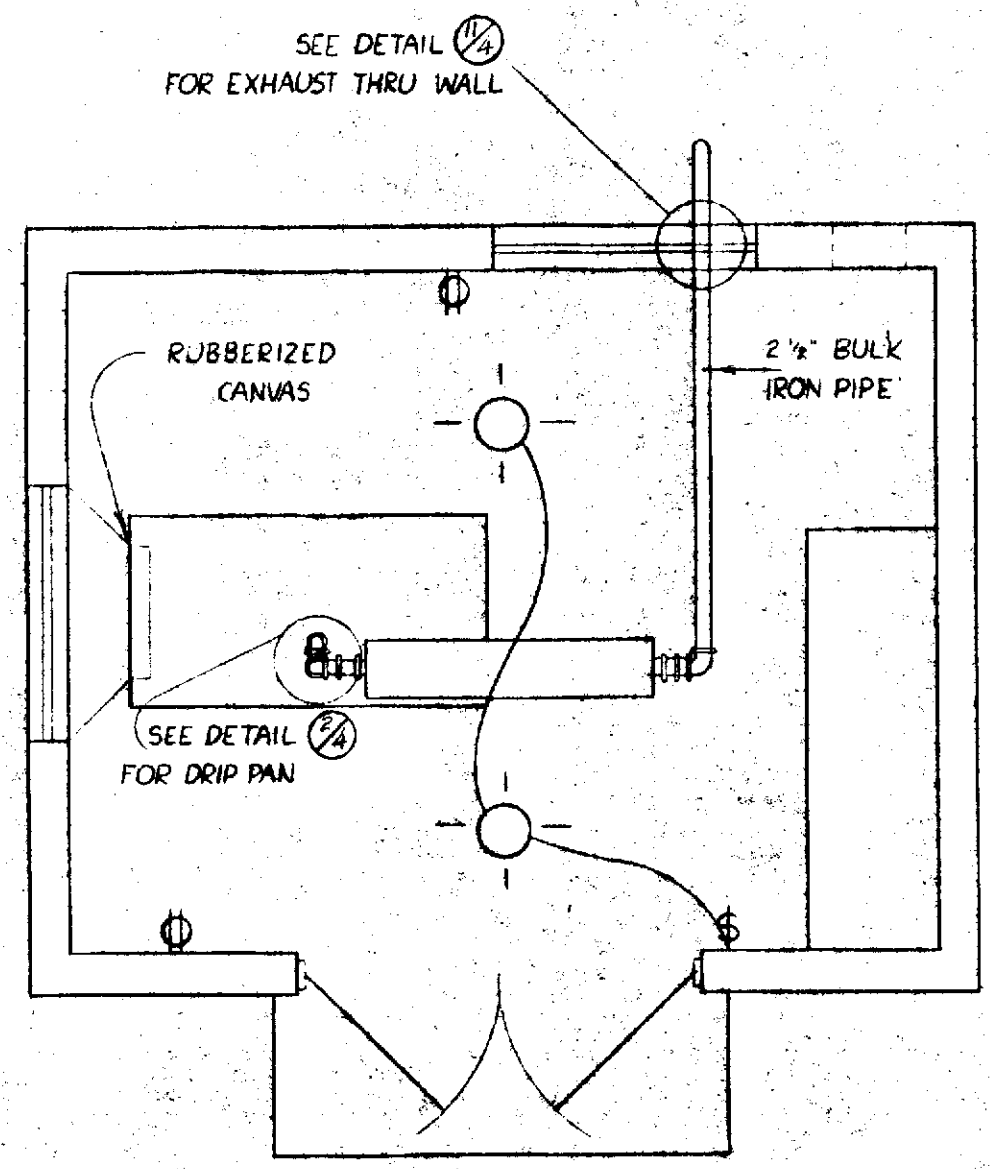 SEE DETAIL 11/4
FOR EXHAUST THRU WALL
RUBBERIZED
CANVAS
2 1/2" BULK
IRON PIPE
SEE DETAIL 2/4
FOR DRIP PAN
$